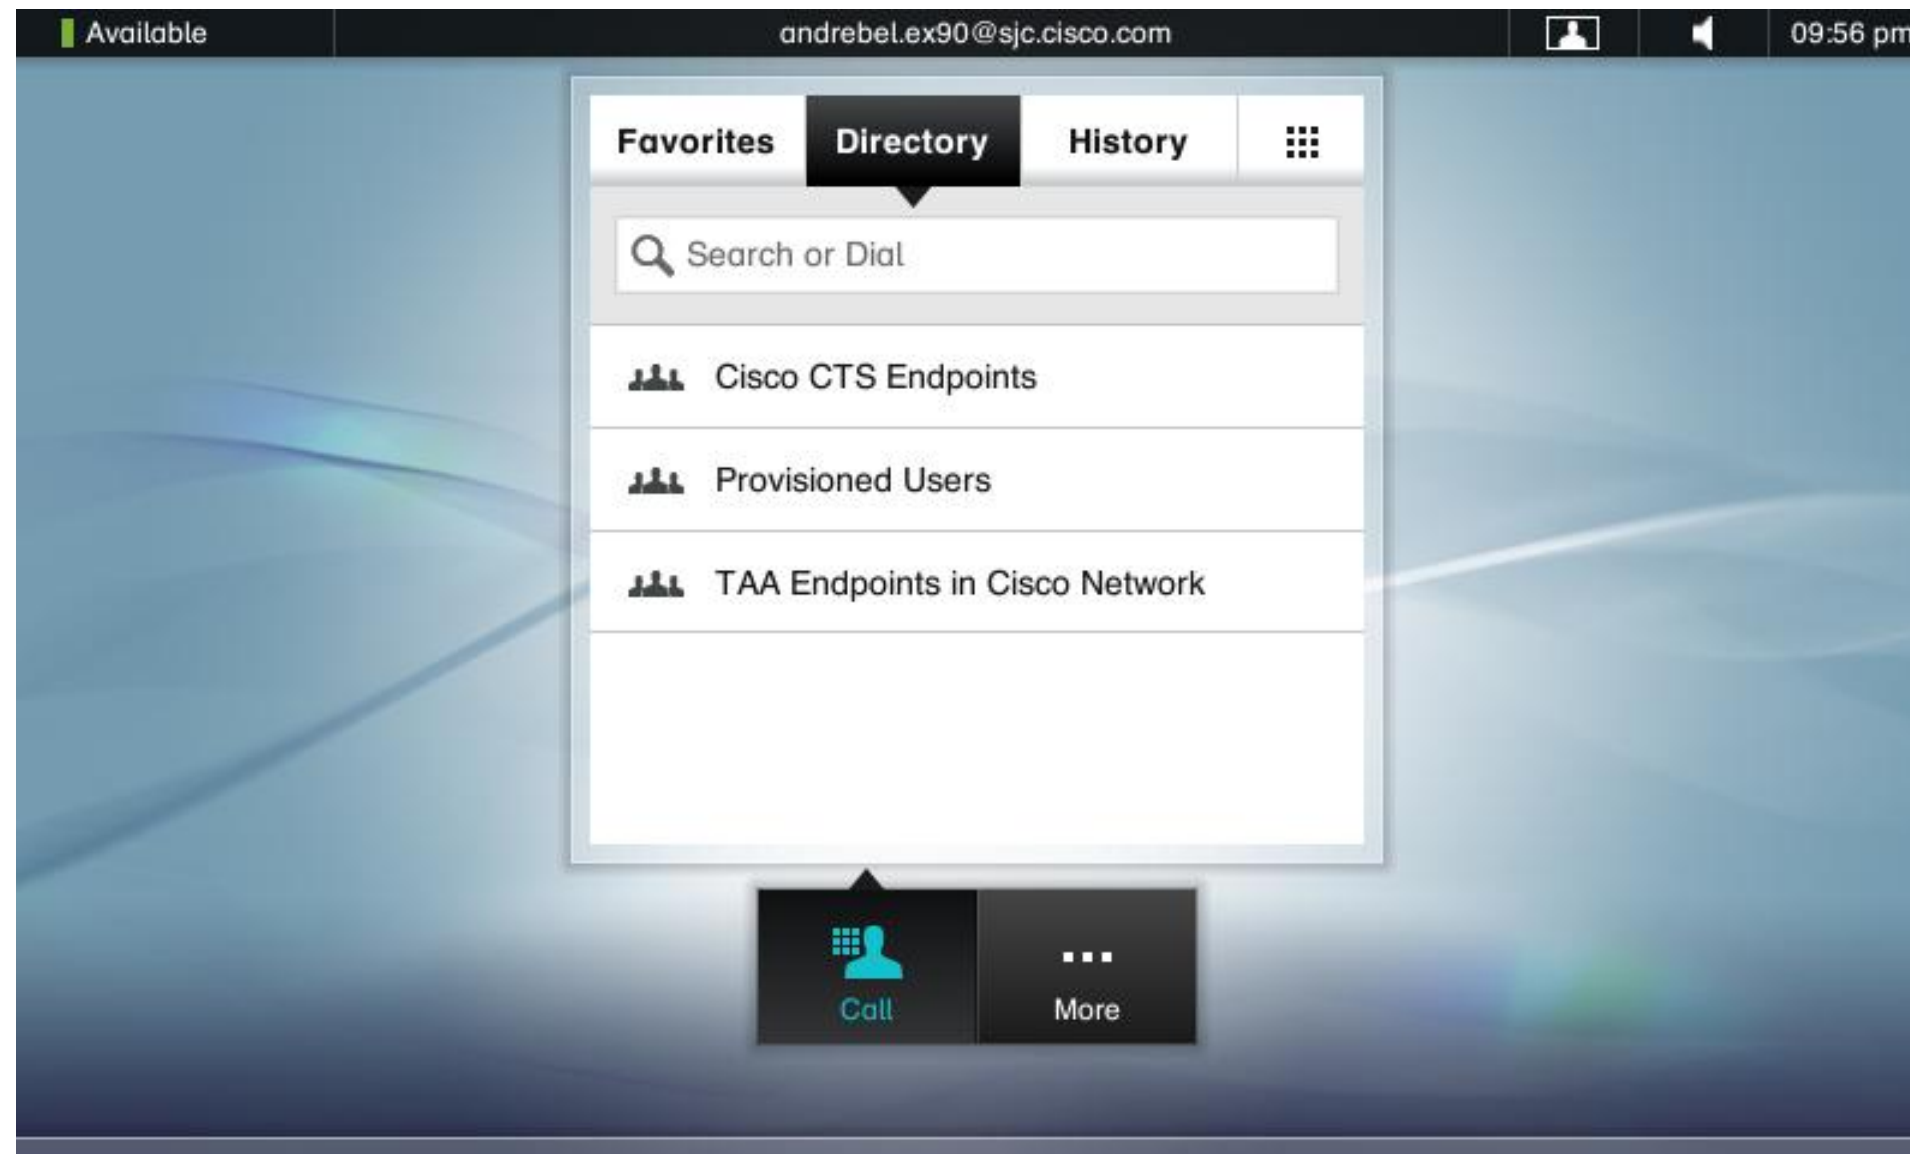 Available
andrebel.ex90@sjc.cisco.com
09:56 pm
Favorites
Directory
History
Search or Dial
Cisco CTS Endpoints
Provisioned Users
TAA Endpoints in Cisco Network
Call
More